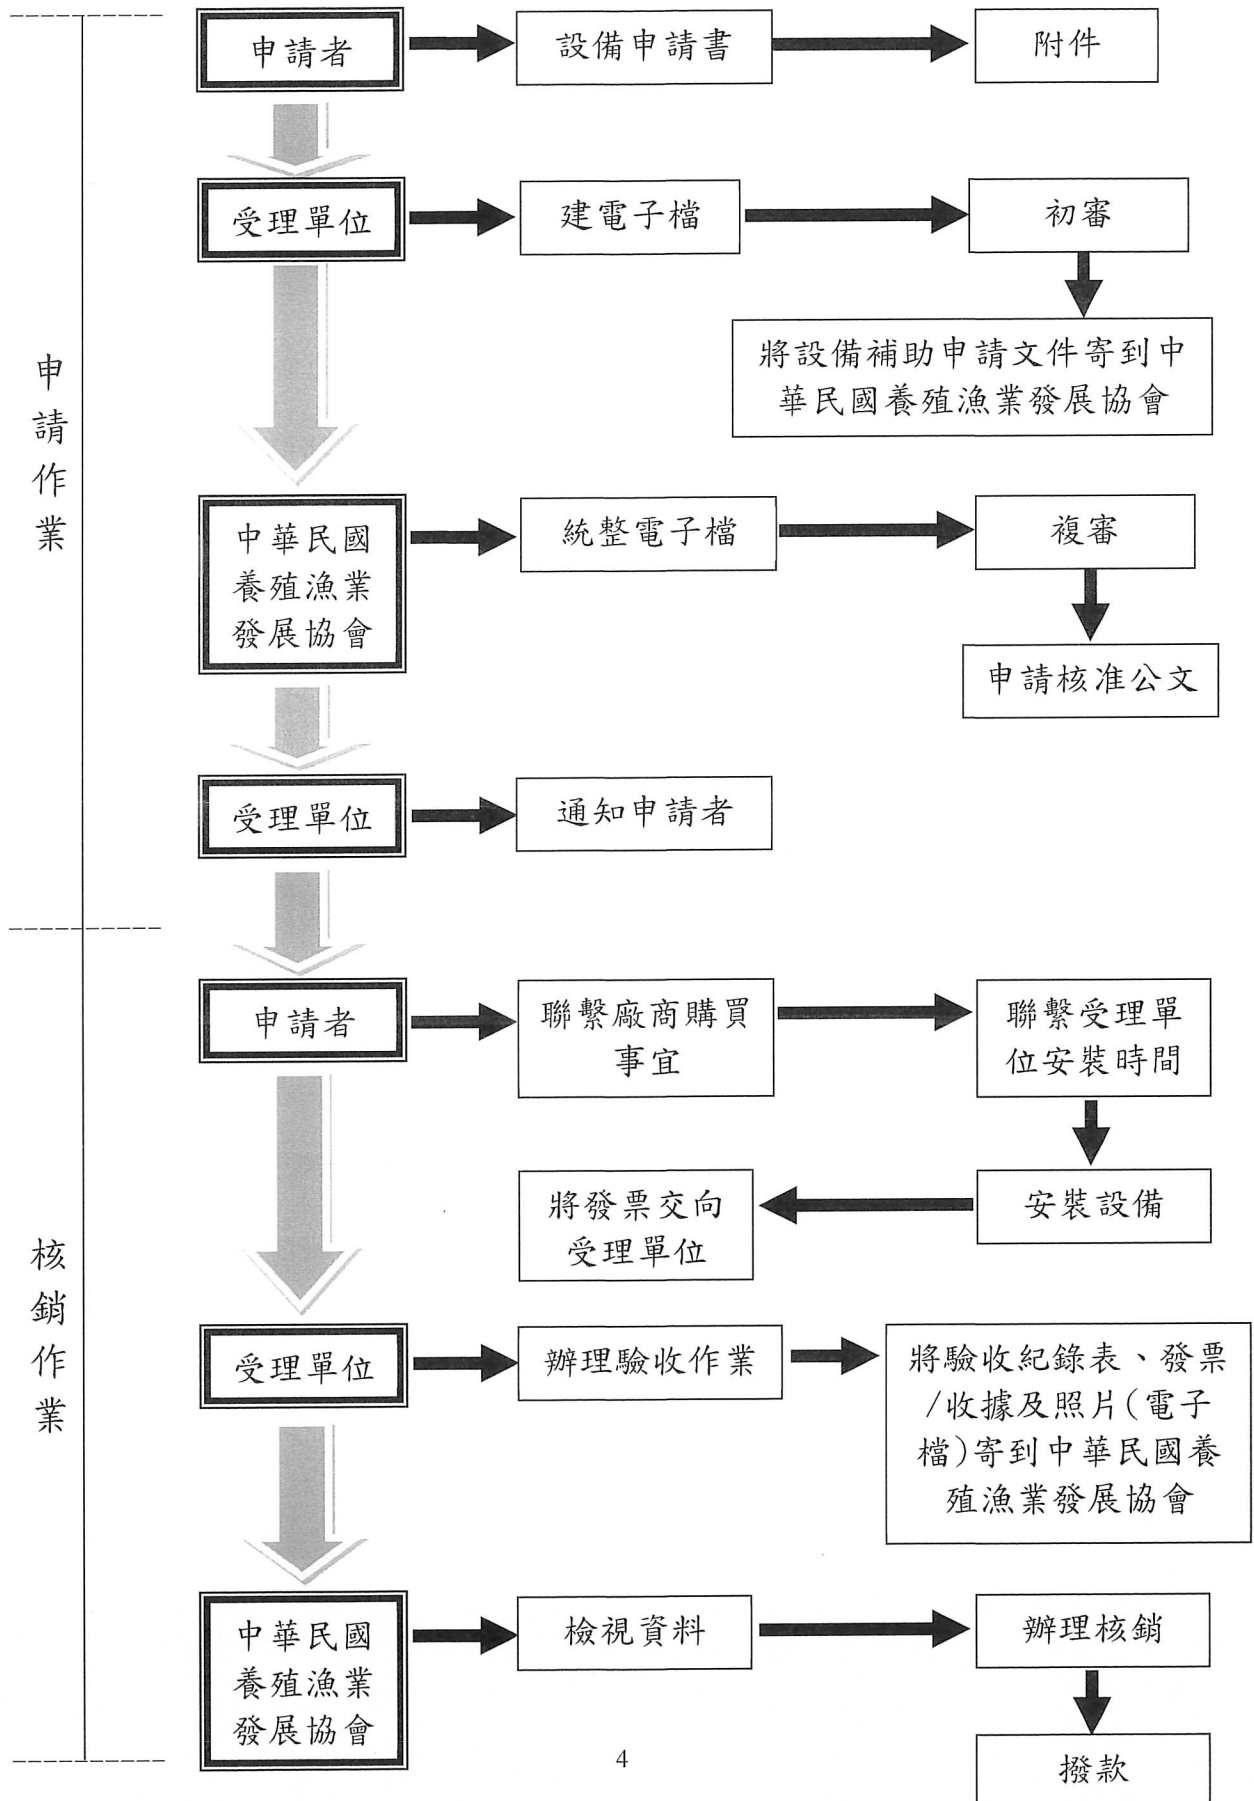 申請者
設備申請書
附件
受理單位
建電子檔
初審
將設備補助申請文件寄到中
華民國養殖漁業發展協會
申請作業
中華民國
養殖漁業
發展協會
統整電子檔
複審
申請核准公文
受理單位
通知申請者
申請者
聯繫廠商購買
事宜
聯繫受理單
位安裝時間
安裝設備
將發票交向
受理單位
核銷作業
受理單位
辦理驗收作業
將驗收紀錄表、發票
/收據及照片(電子
檔)寄到中華民國養
殖漁業發展協會
中華民國
養殖漁業
發展協會
檢視資料
辦理核銷
撥款
4